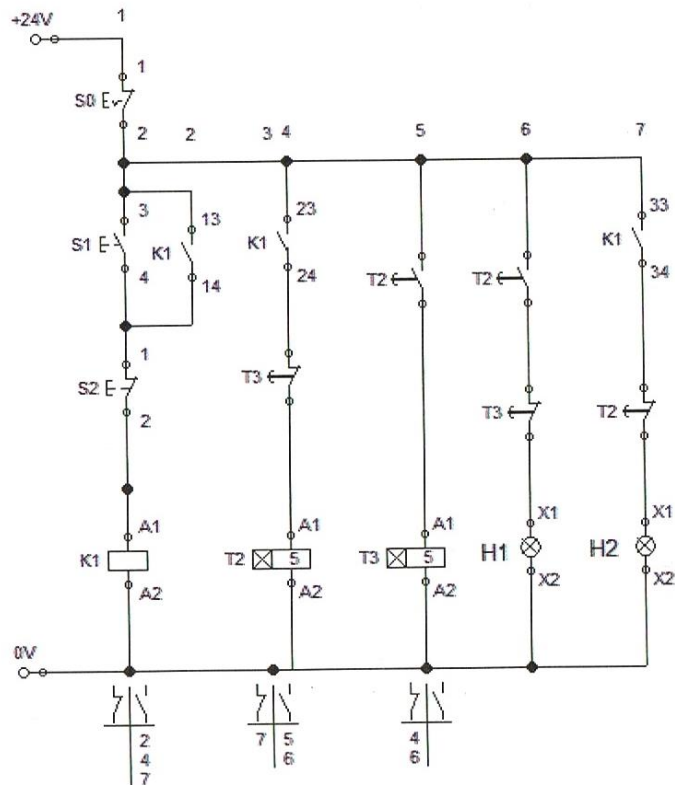 1
+24V
1
S0
2 2 3 4 5 6 7
3 13 23 33
S1 K1 K1 K1
4 14 24 34
T2 T2
1
S2 T3 T3 T2
2
A1 A1 A1 X1 X1
K1 T2 5 T3 5 H1 H2
A2 A2 A2 X2 X2
0V
2 7 5 4
4 6 6
7